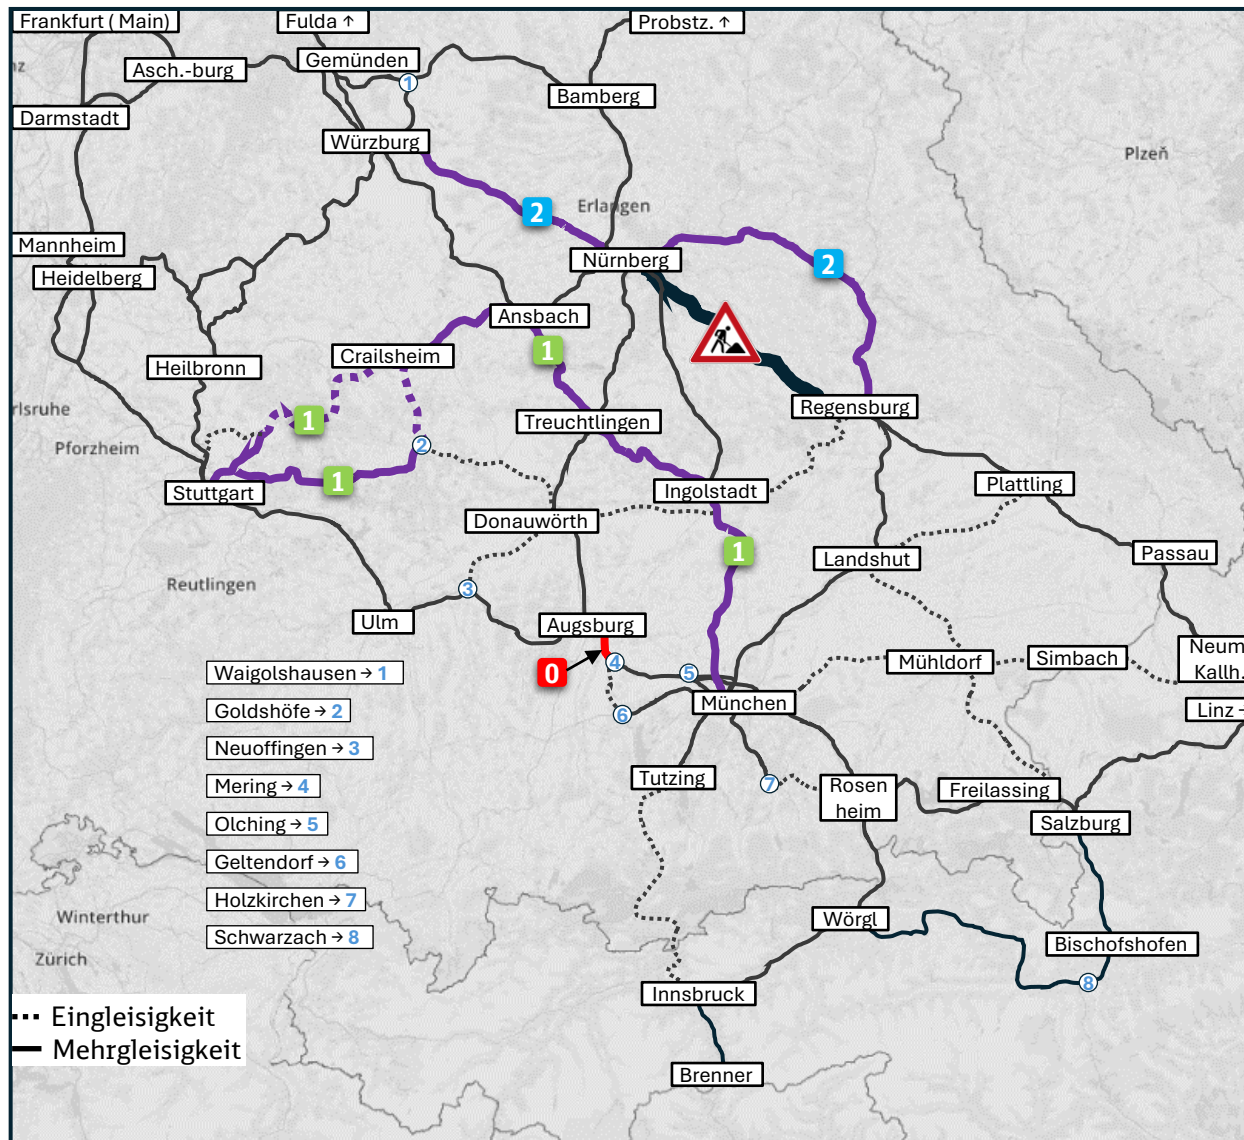 Frankfurt ( Main)
Fulda ↑
Probstz. ↑
Gemünden
Asch.-burg
nz
1
Bamberg
Darmstadt
Würzburg
Plzeň
2
Erlangen
Mannheim
Nürnberg
2
Heidelberg
Ansbach
Crailsheim
1
Heilbronn
rlsruhe
Regensburg
1
Treuchtlingen
Pforzheim
2
1
Stuttgart
Ingolstadt
Plattling
Donauwörth
1
Landshut
Passau
Reutlingen
3
Ulm
Augsburg
Neum
Kallh.
0
4
5
Mühldorf
Simbach
Waigolshausen → 1
Goldshöfe → 2
6
München
Linz -
Neuoffingen → 3
Mering → 4
Tutzing
7
Rosen
heim
Freilassing
Olching → 5
Salzburg
Geltendorf → 6
Holzkirchen → 7
Winterthur
Wörgl
Schwarzach → 8
Bischofshofen
Zürich
8
Innsbruck
Eingleisigkeit
Mehrgleisigkeit
Brenner